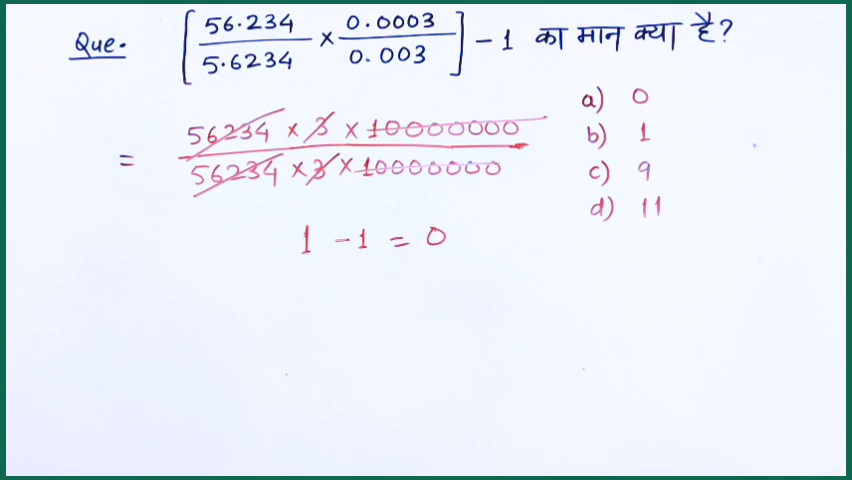 Que. [56.234/5.6234 × 0.0003/0.003] - 1 का मान क्या है?
= 56234 × 3 × 10000000 / 56234 × 3 × 10000000
1 - 1 = 0
a) 0
b) 1
c) 9
d) 11